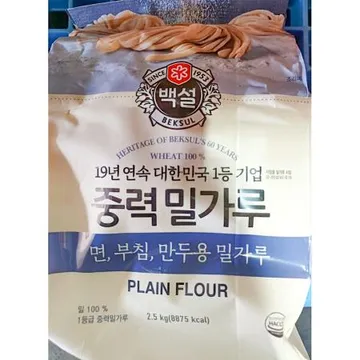 SINCE 1953
백설
BEKSUL
HERITAGE OF BEKSUL'S 60 YEARS
WHEAT 100 %
19년 연속 대한민국 1등 기업
중력 밀가루
면, 부침, 만두용 밀가루
PLAIN FLOUR
밀 100 %
1등급 중력밀가루
2.5 kg(8875 kcal)
HACCP